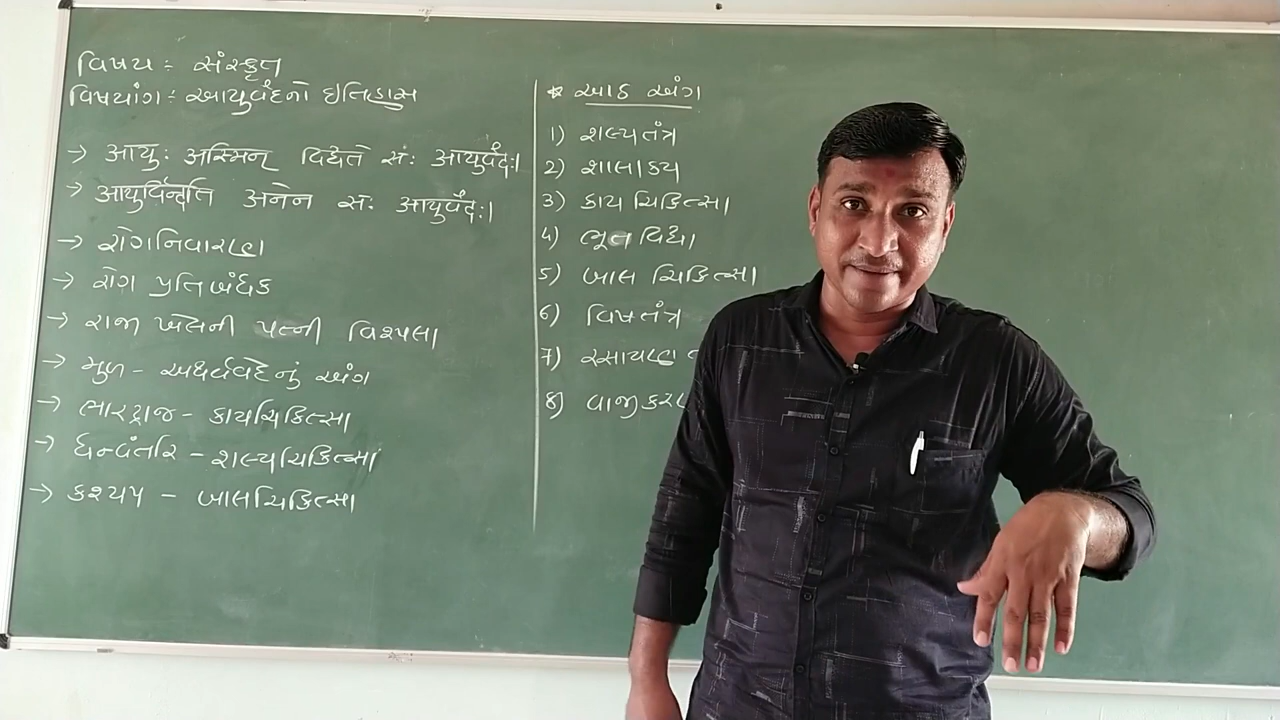 વિષય : સંસ્કૃત
વિષયાંગ : આયુર્વેદનો ઇતિહાસ
→ आयुः अस्मिन् विद्यते सः आयुर्वेदः।
→ आयुर्विन्दति अनेन सः आयुर्वेदः।
→ રોગનિવારણ
→ રોગ પ્રતિબંધક
→ રાજા ખેલની પત્ની વિશ્પલા
→ મુળ - અથર્વવેદનું અંગ
→ ભારદ્વાજ - કાયચિકિત્સા
→ ધન્વંતરિ - શલ્યચિકિત્સા
→ કશ્યપ - બાલચિકિત્સા
* આઠ અંગ
1) શલ્યતંત્ર
2) શાલાક્ય
3) કાય ચિકિત્સા
4) ભૂતવિદ્યા
5) બાલ ચિકિત્સા
6) વિષતંત્ર
7) રસાયણ
8) વાજીકરણ